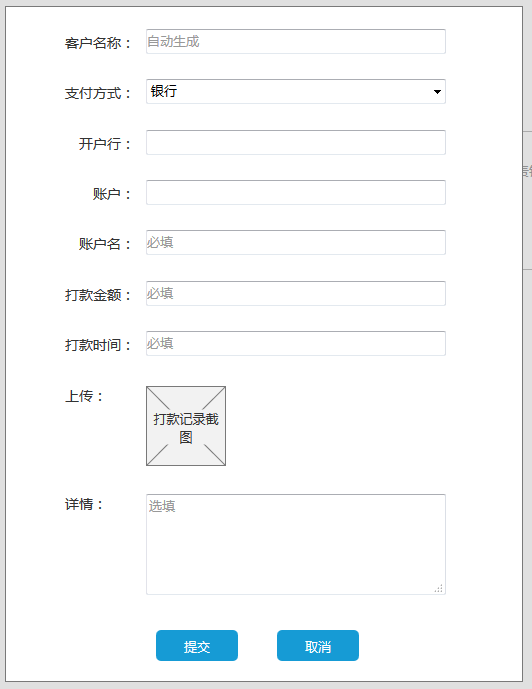 客户名称：自动生成
支付方式：银行
开户行：
账户：
账户名：必填
打款金额：必填
打款时间：必填
上传：
打款记录截
图
详情：选填
提交 取消